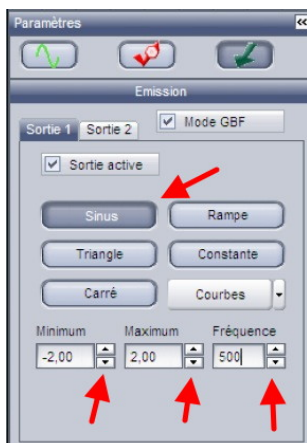 Paramètres
Emission
Sortie 1 Sortie 2 Mode GBF
Sortie active
Sinus Rampe
Triangle Constante
Carré Courbes
Minimum Maximum Fréquence
-2,00 2,00 500